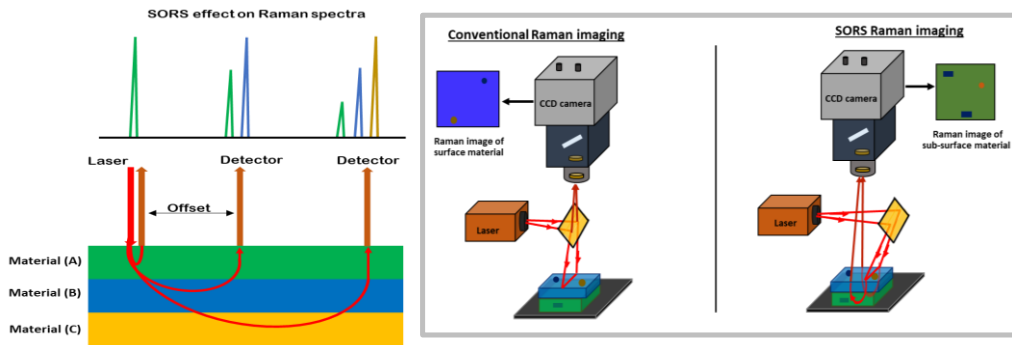 SORS effect on Raman spectra
Laser
Detector
Detector
Offset
Material (A)
Material (B)
Material (C)
Conventional Raman imaging
CCD camera
Raman image of
surface material
Laser
SORS Raman imaging
CCD camera
Raman image of
sub-surface material
Laser